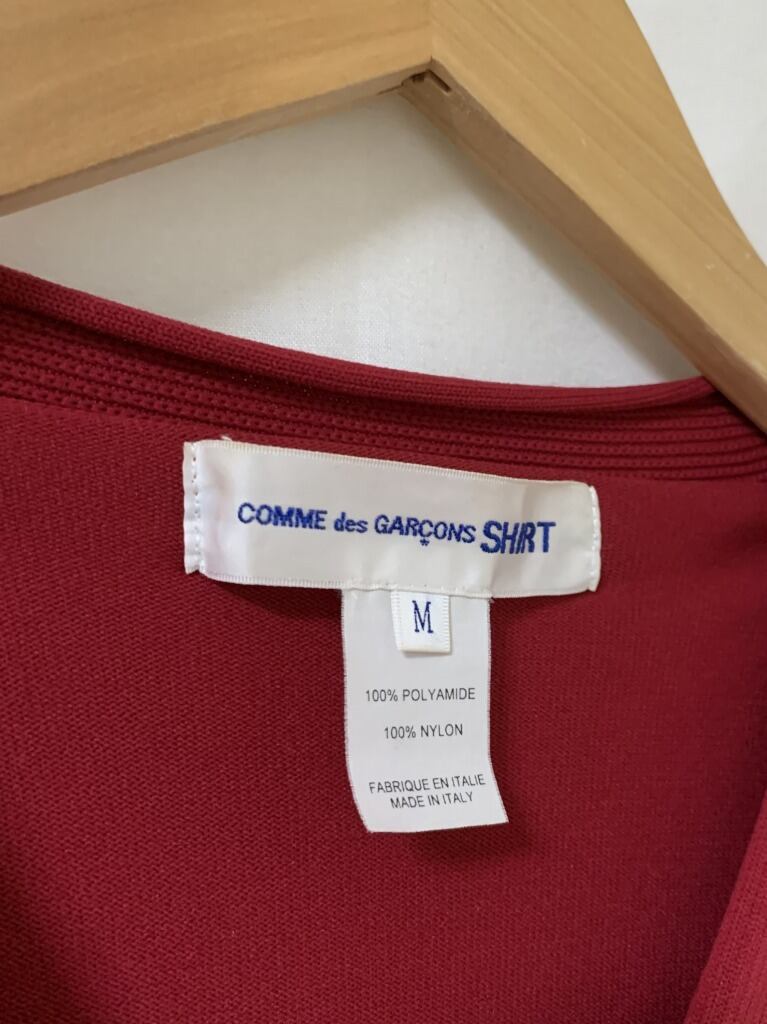 COMME des GARÇONS SHIRT
M
100% POLYAMIDE
100% NYLON
FABRIQUE EN ITALIE
MADE IN ITALY